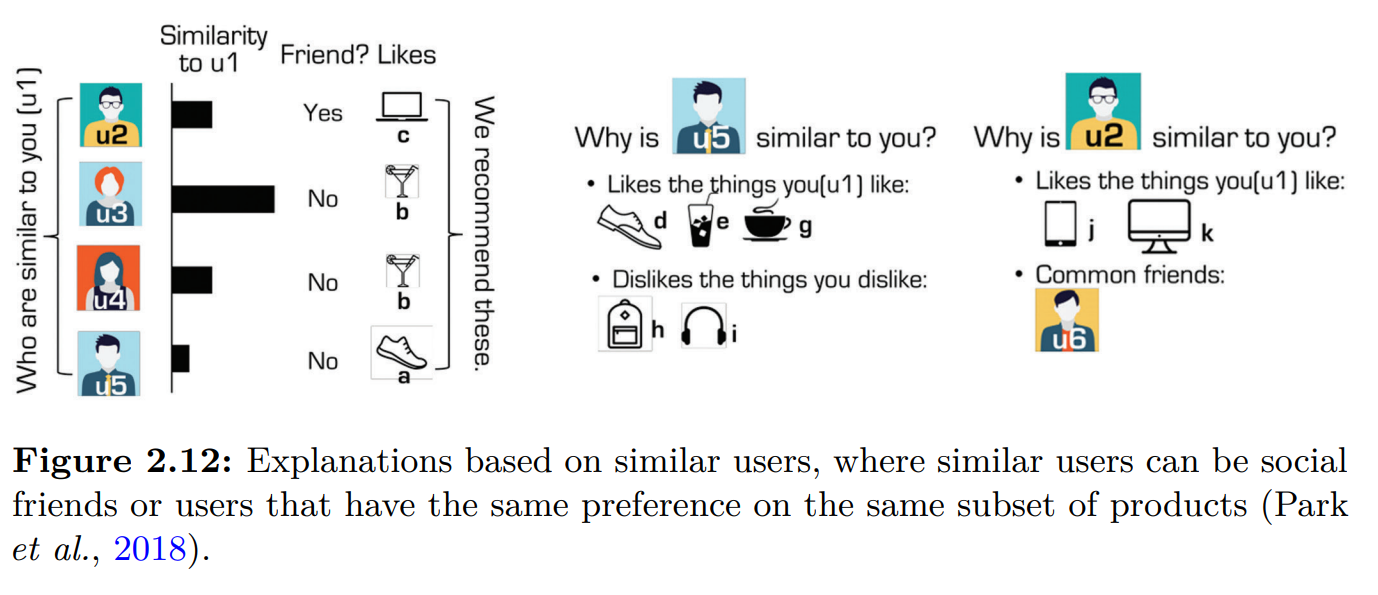 Who are similar to you (u1)
Similarity
to u1
Friend? Likes
u2
Yes
c
u3
No
b
u4
No
b
u5
No
a
We recommend these.
Why is u5 similar to you?
• Likes the things you(u1) like:
d e g
• Dislikes the things you dislike:
h i
Why is u2 similar to you?
• Likes the things you(u1) like:
j k
• Common friends:
u6
Figure 2.12: Explanations based on similar users, where similar users can be social
friends or users that have the same preference on the same subset of products (Park
et al., 2018).